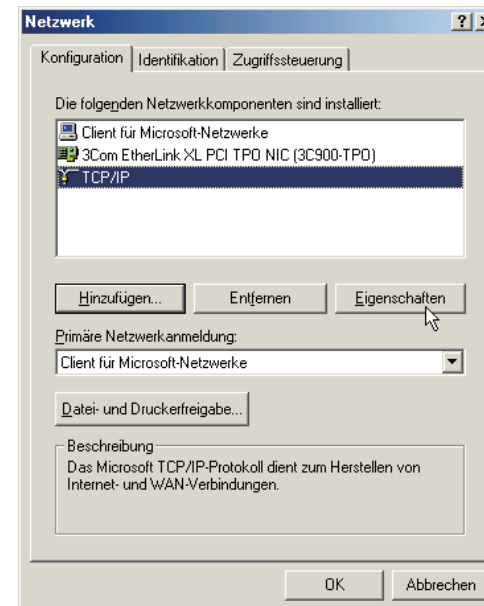 Netzwerk
Konfiguration Identifikation Zugriffssteuerung
Die folgenden Netzwerkkomponenten sind installiert:
Client für Microsoft-Netzwerke
3Com EtherLink XL PCI TPO NIC (3C900-TPO)
TCP/IP
Hinzufügen... Entfernen Eigenschaften
Primäre Netzwerkanmeldung:
Client für Microsoft-Netzwerke
Datei- und Druckerfreigabe...
Beschreibung
Das Microsoft TCP/IP-Protokoll dient zum Herstellen von
Internet- und WAN-Verbindungen.
OK Abbrechen